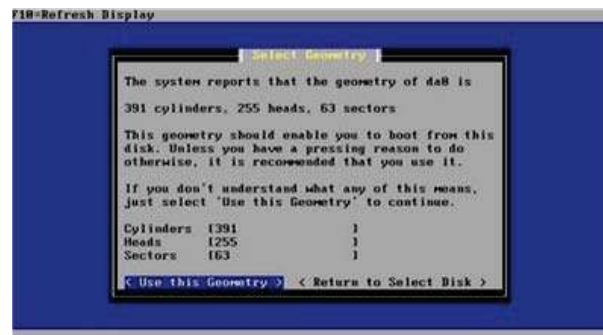 F10=Refresh Display
Select Geometry
The system reports that the geometry of da0 is
391 cylinders, 255 heads, 63 sectors
This geometry should enable you to boot from this
disk. Unless you have a pressing reason to do
otherwise, it is recommended that you use it.
If you don't understand what any of this means,
just select 'Use this Geometry' to continue.
Cylinders [391 ]
Heads [255 ]
Sectors [63 ]
< Use this Geometry > < Return to Select Disk >